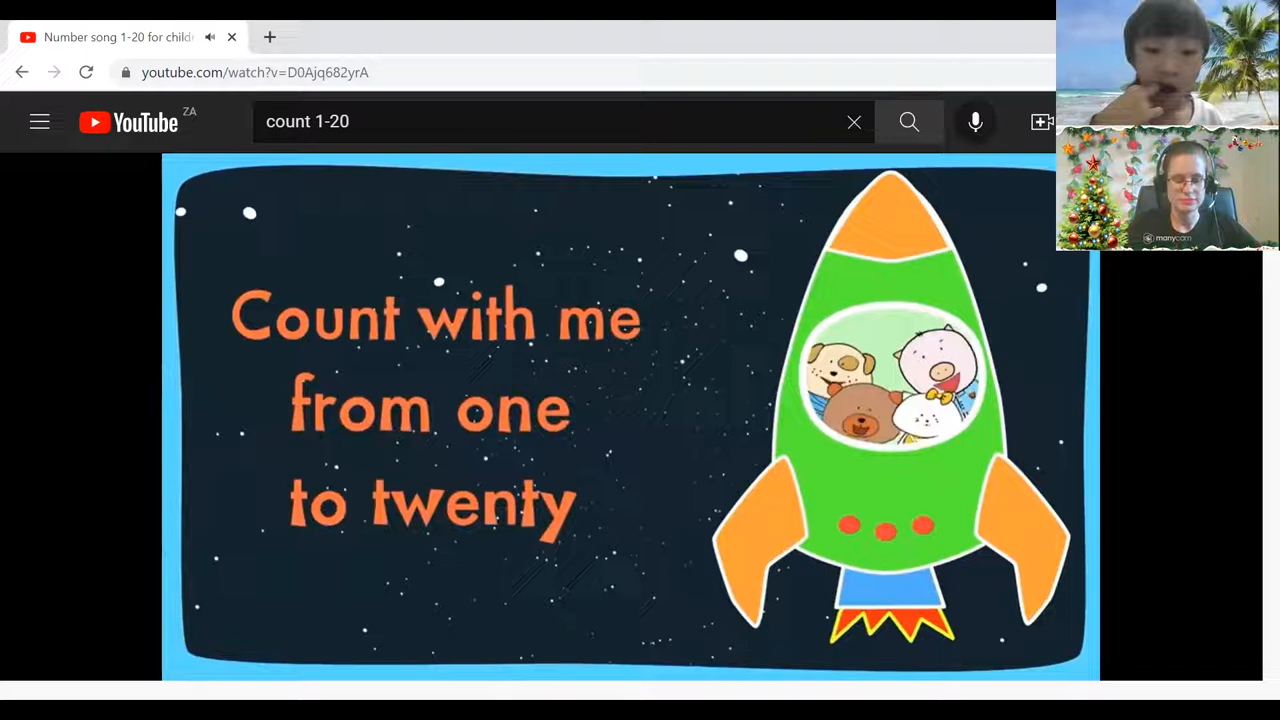 Number song 1-20 for child
youtube.com/watch?v=D0Ajq682yrA
YouTube ZA
count 1-20
Count with me
from one
to twenty
manycam